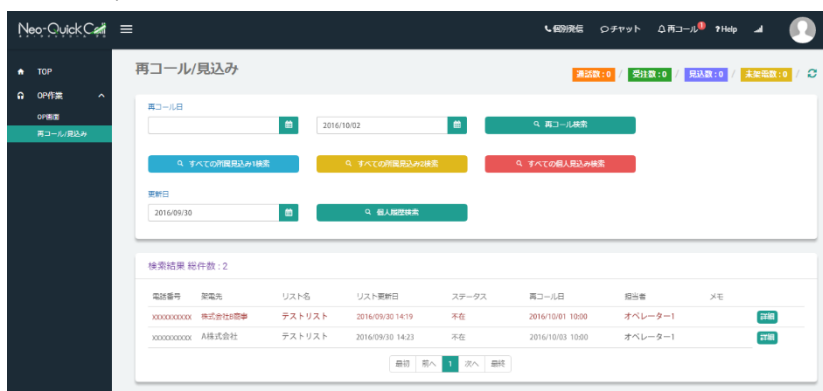 Neo-QuickCall
個別発信 チャット 再コール ?Help
TOP
OP作業
OP画面
再コール/見込み
再コール/見込み
通話数:0 / 受注数:0 / 見込数:0 / 未架電数:0 /
再コール日
2016/10/02
再コール検索
すべての所属見込み1検索
すべての所属見込み2検索
すべての個人見込み検索
更新日
2016/09/30
個人履歴検索
検索結果 総件数 : 2
電話番号 架電先 リスト名 リスト更新日 ステータス 再コール日 担当者 メモ
xxxxxxxxxx 株式会社B商事 テストリスト 2016/09/30 14:19 不在 2016/10/01 10:00 オペレーター1 詳細
xxxxxxxxxx A株式会社 テストリスト 2016/09/30 14:23 不在 2016/10/03 10:00 オペレーター1 詳細
最初 前へ 1 次へ 最終